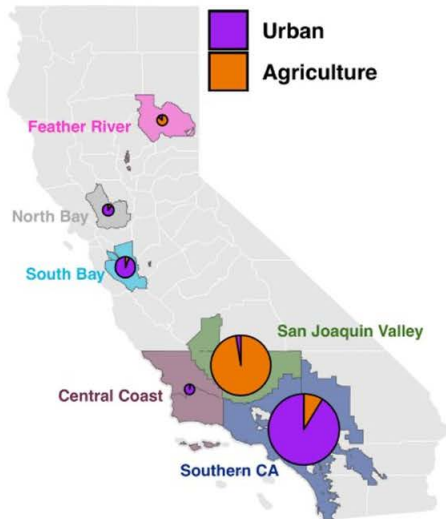 Urban
Agriculture
Feather River
North Bay
South Bay
San Joaquin Valley
Central Coast
Southern CA